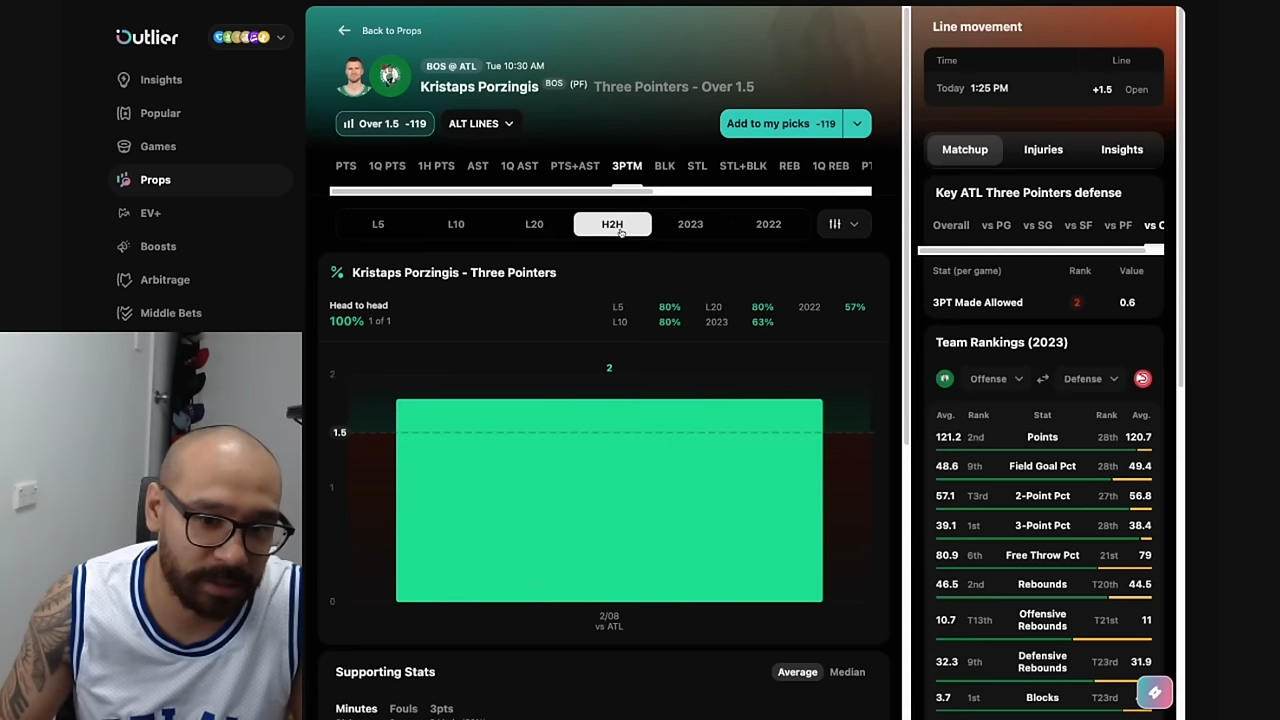 Outlier
Insights
Popular
Games
Props
EV+
Boosts
Arbitrage
Middle Bets
Back to Props
BOS @ ATL Tue 10:30 AM
Kristaps Porzingis BOS (PF) Three Pointers - Over 1.5
Over 1.5 -119 ALT LINES
Add to my picks -119
PTS 1Q PTS 1H PTS AST 1Q AST PTS+AST 3PTM BLK STL STL+BLK REB 1Q REB
L5 L10 L20 H2H 2023 2022
Kristaps Porzingis - Three Pointers
Head to head
100% 1 of 1
L5 80% L20 80% 2022 57%
L10 80% 2023 63%
2
2
1.5
1
0
2/08
vs ATL
Supporting Stats
Average Median
Minutes Fouls 3pts
Line movement
Time Line
Today 1:25 PM +1.5 Open
Matchup Injuries Insights
Key ATL Three Pointers defense
Overall vs PG vs SG vs SF vs PF vs C
Stat (per game) Rank Value
3PT Made Allowed 2 0.6
Team Rankings (2023)
Offense Defense
Avg. Rank Stat Rank Avg.
121.2 2nd Points 28th 120.7
48.6 9th Field Goal Pct 28th 49.4
57.1 T3rd 2-Point Pct 27th 56.8
39.1 1st 3-Point Pct 28th 38.4
80.9 6th Free Throw Pct 21st 79
46.5 2nd Rebounds T20th 44.5
10.7 T13th Offensive Rebounds T21st 11
32.3 9th Defensive Rebounds T23rd 31.9
3.7 1st Blocks T23rd